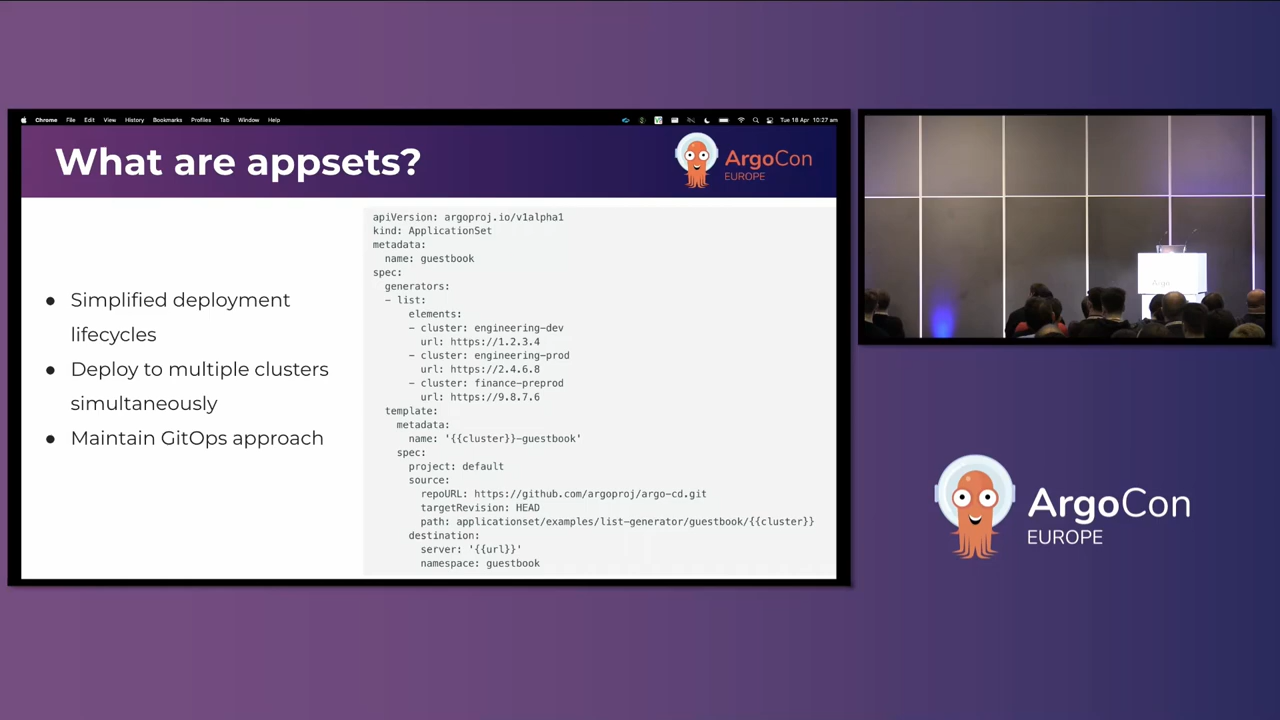 Chrome File Edit View History Bookmarks Profiles Tab Window Help
Tue 18 Apr 10:27 am
What are appsets?
ArgoCon
EUROPE
● Simplified deployment
lifecycles
● Deploy to multiple clusters
simultaneously
● Maintain GitOps approach
apiVersion: argoproj.io/v1alpha1
kind: ApplicationSet
metadata:
  name: guestbook
spec:
  generators:
  - list:
      elements:
      - cluster: engineering-dev
        url: https://1.2.3.4
      - cluster: engineering-prod
        url: https://2.4.6.8
      - cluster: finance-preprod
        url: https://9.8.7.6
  template:
    metadata:
      name: '{{cluster}}-guestbook'
    spec:
      project: default
      source:
        repoURL: https://github.com/argoproj/argo-cd.git
        targetRevision: HEAD
        path: applicationset/examples/list-generator/guestbook/{{cluster}}
      destination:
        server: '{{url}}'
        namespace: guestbook
ArgoCon
EUROPE